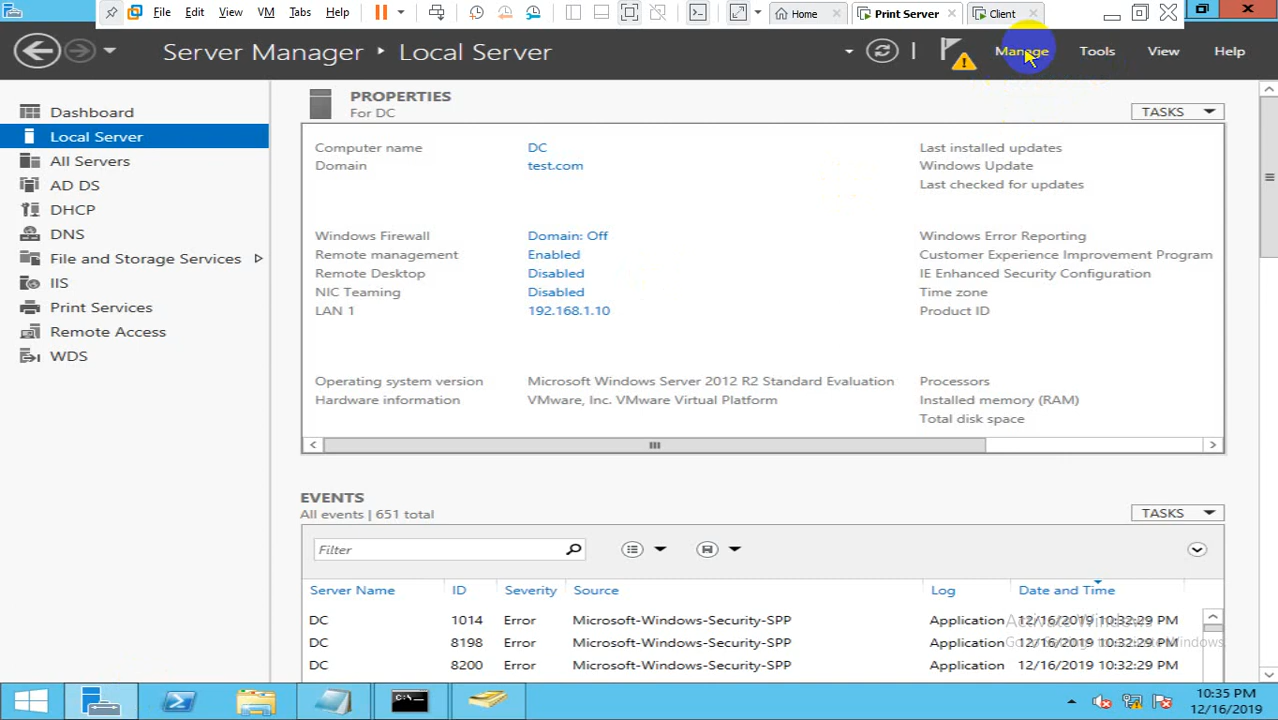 File Edit View VM Tabs Help Home Print Server Client
Server Manager Local Server Manage Tools View Help
Dashboard
Local Server
All Servers
AD DS
DHCP
DNS
File and Storage Services
IIS
Print Services
Remote Access
WDS
PROPERTIES
For DC
TASKS
Computer name DC Last installed updates
Domain test.com Windows Update
Last checked for updates
Windows Firewall Domain: Off Windows Error Reporting
Remote management Enabled Customer Experience Improvement Program
Remote Desktop Disabled IE Enhanced Security Configuration
NIC Teaming Disabled Time zone
LAN 1 192.168.1.10 Product ID
Operating system version Microsoft Windows Server 2012 R2 Standard Evaluation Processors
Hardware information VMware, Inc. VMware Virtual Platform Installed memory (RAM)
Total disk space
EVENTS
All events | 651 total
TASKS
Filter
Server Name ID Severity Source Log Date and Time
DC 1014 Error Microsoft-Windows-Security-SPP Application 12/16/2019 10:32:29 PM
DC 8198 Error Microsoft-Windows-Security-SPP Application 12/16/2019 10:32:29 PM
DC 8200 Error Microsoft-Windows-Security-SPP Application 12/16/2019 10:32:29 PM
Activate Windows
10:35 PM
12/16/2019